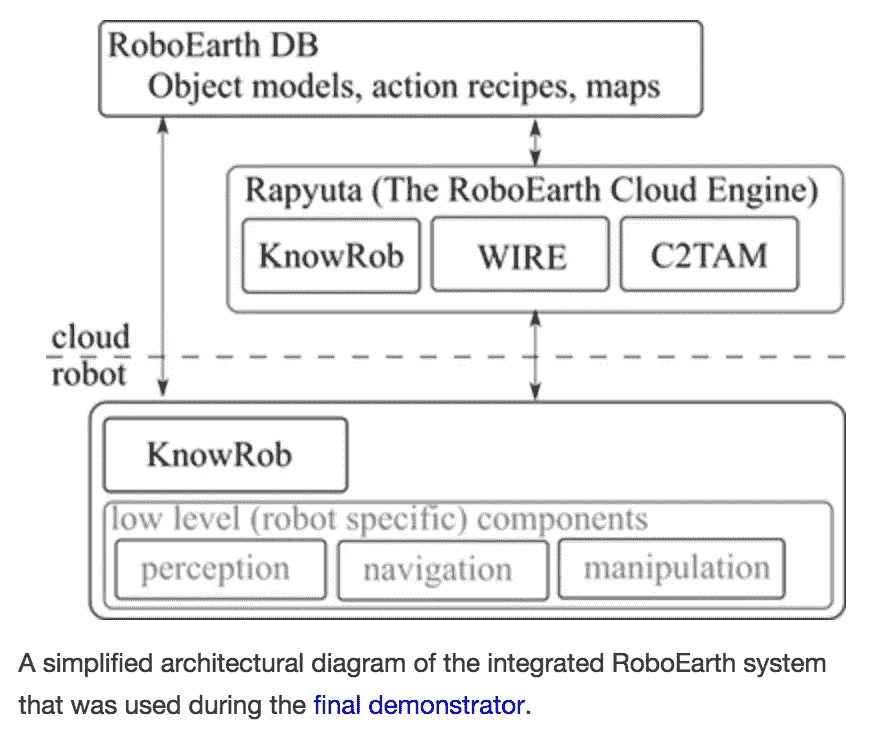 RoboEarth DB
Object models, action recipes, maps
Rapyuta (The RoboEarth Cloud Engine)
KnowRob
WIRE
C2TAM
cloud
robot
KnowRob
low level (robot specific) components
perception
navigation
manipulation
A simplified architectural diagram of the integrated RoboEarth system
that was used during the final demonstrator.